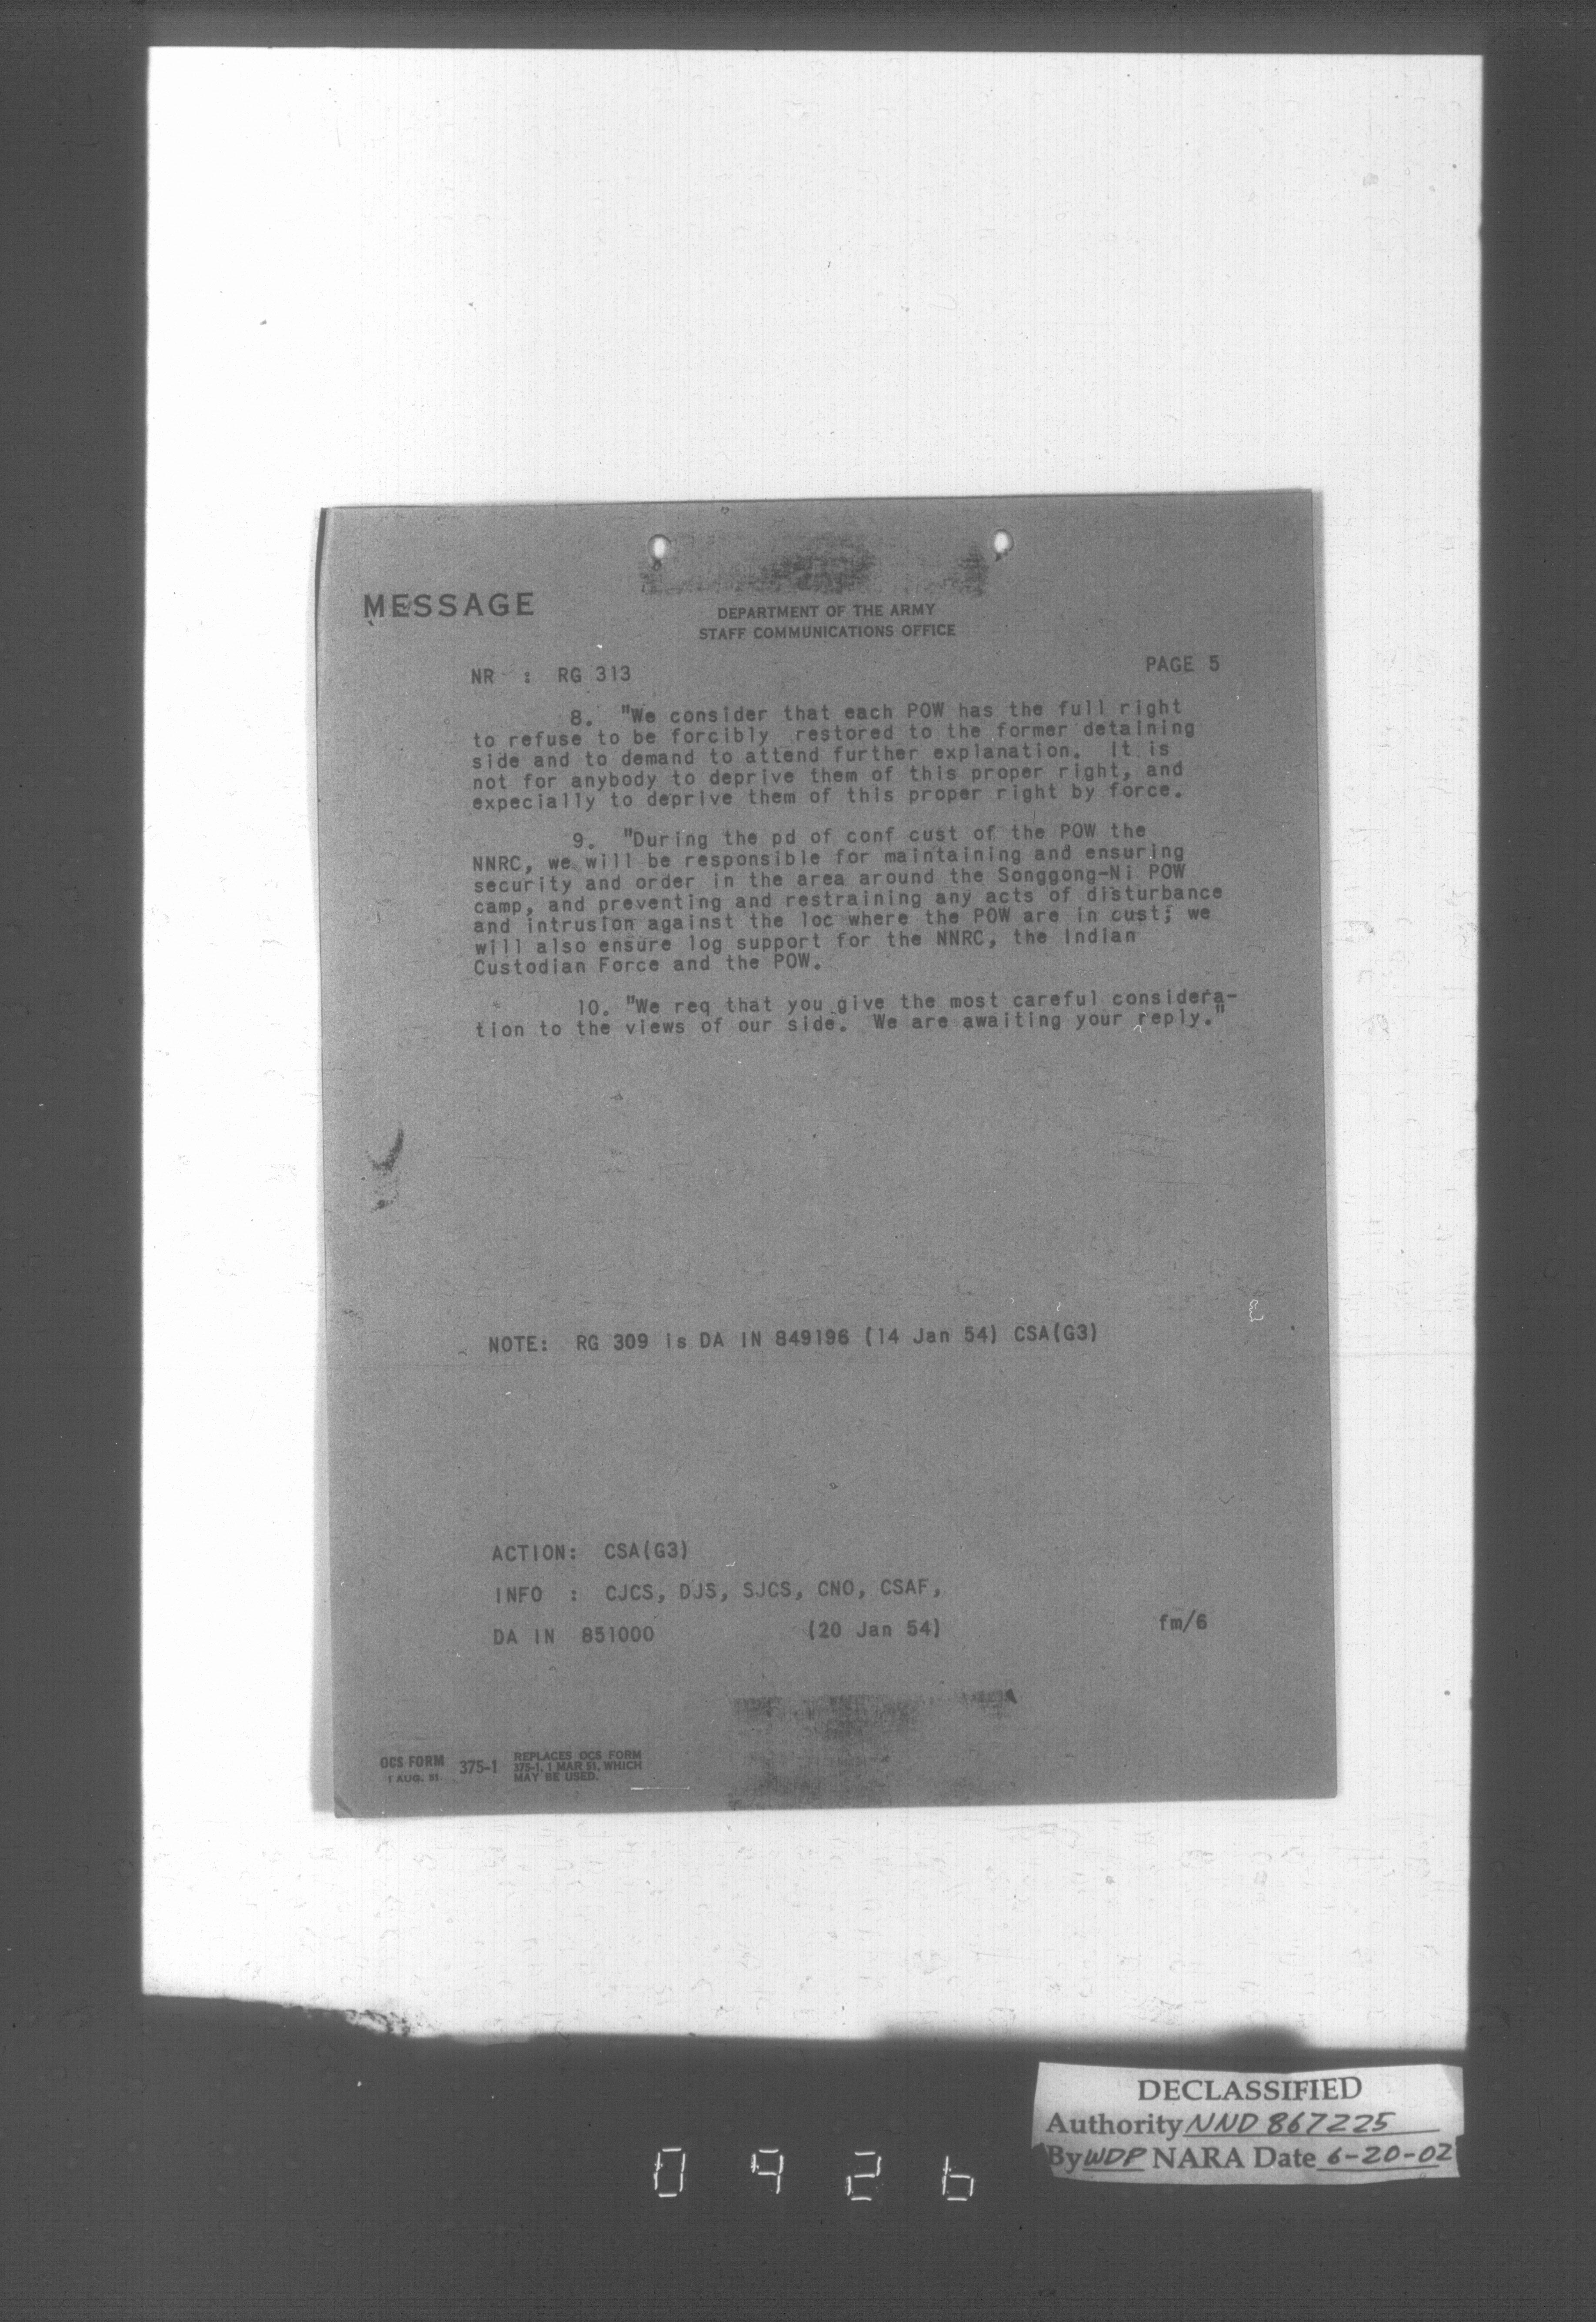 MESSAGE
DEPARTMENT OF THE ARMY
STAFF COMMUNICATIONS OFFICE
NR : RG 313
PAGE 5
8. "We consider that each POW has the full right
to refuse to be forcibly restored to the former detaining
side and to demand to attend further explanation. It is
not for anybody to deprive them of this proper right, and
expecially to deprive them of this proper right by force.
9. "During the pd of conf cust of the POW the
NNRC, we will be responsible for maintaining and ensuring
security and order in the area around the Songgong-Ni POW
camp, and preventing and restraining any acts of disturbance
and intrusion against the loc where the POW are in cust; we
will also ensure log support for the NNRC, the Indian
Custodian Force and the POW.
10. "We req that you give the most careful considera-
tion to the views of our side. We are awaiting your reply."
NOTE: RG 309 is DA IN 849196 (14 Jan 54) CSA(G3)
ACTION: CSA(G3)
INFO : CJCS, DJS, SJCS, CNO, CSAF,
DA IN 851000 (20 Jan 54) fm/6
OCS FORM
1 AUG. 51
375-1
REPLACES OCS FORM
375-1, 1 MAR 51, WHICH
MAY BE USED.
DECLASSIFIED
Authority NND 867225
By WDP NARA Date 6-20-02
0926